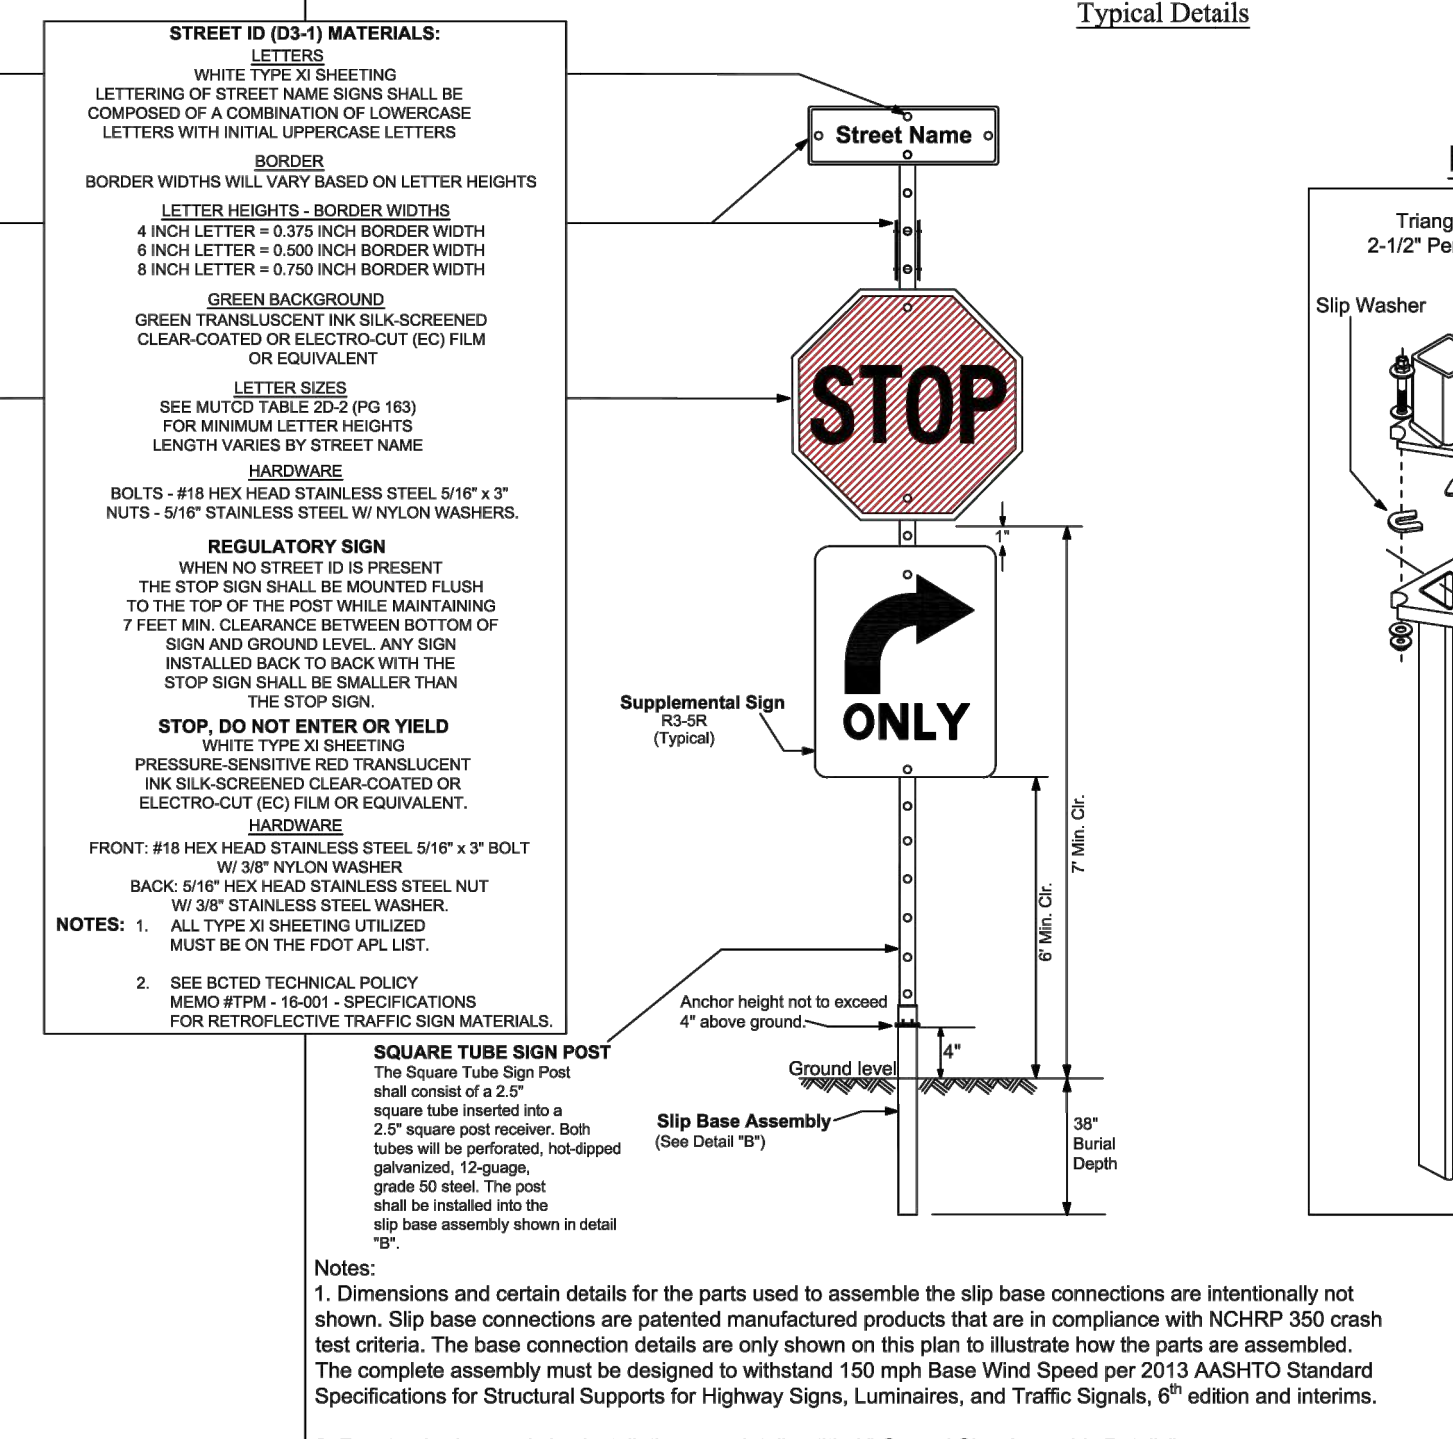 Typical Details
STREET ID (D3-1) MATERIALS:
LETTERS
WHITE TYPE XI SHEETING
LETTERING OF STREET NAME SIGNS SHALL BE
COMPOSED OF A COMBINATION OF LOWERCASE
LETTERS WITH INITIAL UPPERCASE LETTERS
BORDER
BORDER WIDTHS WILL VARY BASED ON LETTER HEIGHTS
LETTER HEIGHTS - BORDER WIDTHS
4 INCH LETTER = 0.375 INCH BORDER WIDTH
6 INCH LETTER = 0.500 INCH BORDER WIDTH
8 INCH LETTER = 0.750 INCH BORDER WIDTH
GREEN BACKGROUND
GREEN TRANSLUSCENT INK SILK-SCREENED
CLEAR-COATED OR ELECTRO-CUT (EC) FILM
OR EQUIVALENT
LETTER SIZES
SEE MUTCD TABLE 2D-2 (PG 163)
FOR MINIMUM LETTER HEIGHTS
LENGTH VARIES BY STREET NAME
HARDWARE
BOLTS - #18 HEX HEAD STAINLESS STEEL 5/16" x 3"
NUTS - 5/16" STAINLESS STEEL W/ NYLON WASHERS.
REGULATORY SIGN
WHEN NO STREET ID IS PRESENT
THE STOP SIGN SHALL BE MOUNTED FLUSH
TO THE TOP OF THE POST WHILE MAINTAINING
7 FEET MIN. CLEARANCE BETWEEN BOTTOM OF
SIGN AND GROUND LEVEL. ANY SIGN
INSTALLED BACK TO BACK WITH THE
STOP SIGN SHALL BE SMALLER THAN
THE STOP SIGN.
STOP, DO NOT ENTER OR YIELD
WHITE TYPE XI SHEETING
PRESSURE-SENSITIVE RED TRANSLUCENT
INK SILK-SCREENED CLEAR-COATED OR
ELECTRO-CUT (EC) FILM OR EQUIVALENT.
HARDWARE
FRONT: #18 HEX HEAD STAINLESS STEEL 5/16" x 3" BOLT
W/ 3/8" NYLON WASHER
BACK: 5/16" HEX HEAD STAINLESS STEEL NUT
W/ 3/8" STAINLESS STEEL WASHER.
NOTES: 1. ALL TYPE XI SHEETING UTILIZED
MUST BE ON THE FDOT APL LIST.
2. SEE BCTED TECHNICAL POLICY
MEMO #TPM - 16-001 - SPECIFICATIONS
FOR RETROFLECTIVE TRAFFIC SIGN MATERIALS.
Street Name
STOP
1"
ONLY
Supplemental Sign
R3-5R
(Typical)
7' Min. Clr.
6' Min. Clr.
Anchor height not to exceed
4" above ground.
4"
Ground level
Slip Base Assembly
(See Detail "B")
38"
Burial
Depth
SQUARE TUBE SIGN POST
The Square Tube Sign Post
shall consist of a 2.5"
square tube inserted into a
2.5" square post receiver. Both
tubes will be perforated, hot-dipped
galvanized, 12-guage,
grade 50 steel. The post
shall be installed into the
slip base assembly shown in detail
"B".
Triang
2-1/2" Pe
Slip Washer
Notes:
1. Dimensions and certain details for the parts used to assemble the slip base connections are intentionally not
shown. Slip base connections are patented manufactured products that are in compliance with NCHRP 350 crash
test criteria. The base connection details are only shown on this plan to illustrate how the parts are assembled.
The complete assembly must be designed to withstand 150 mph Base Wind Speed per 2013 AASHTO Standard
Specifications for Structural Supports for Highway Signs, Luminaires, and Traffic Signals, 6th edition and interims.